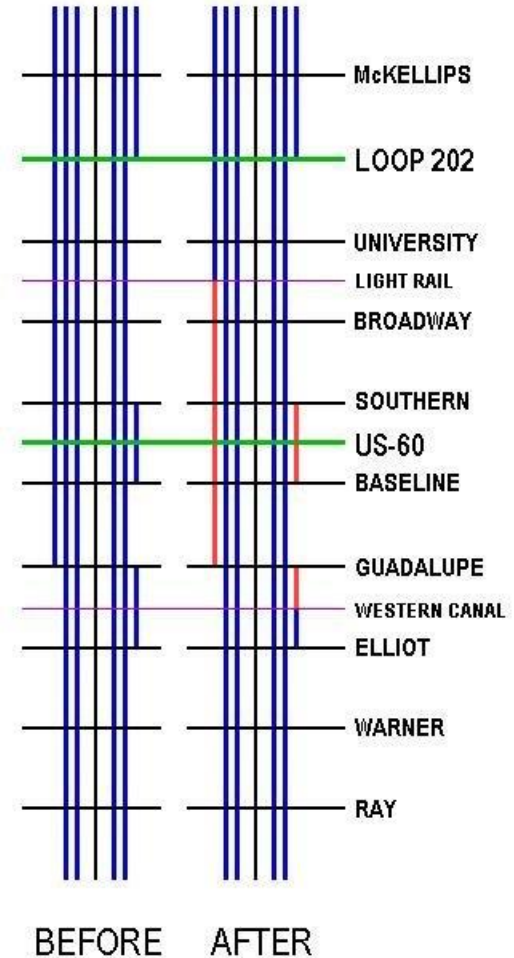 McKELLIPS
LOOP 202
UNIVERSITY
LIGHT RAIL
BROADWAY
SOUTHERN
US-60
BASELINE
GUADALUPE
WESTERN CANAL
ELLIOT
WARNER
RAY
BEFORE AFTER